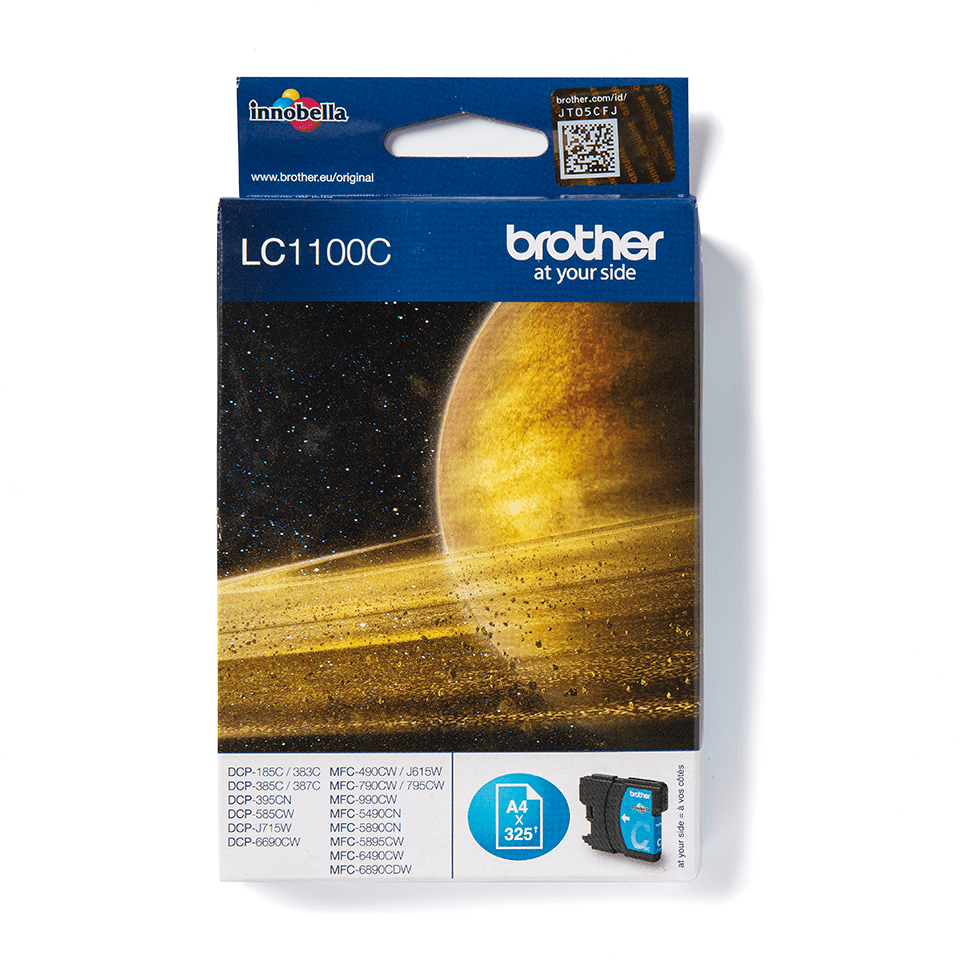 innobella
www.brother.eu/original
brother.com/id/
JT05CFJ
LC1100C
brother
at your side
DCP-185C / 383C
DCP-385C / 387C
DCP-395CN
DCP-585CW
DCP-J715W
DCP-6690CW
MFC-490CW / J615W
MFC-790CW / 795CW
MFC-990CW
MFC-5490CN
MFC-5890CN
MFC-5895CW
MFC-6490CW
MFC-6890CDW
A4
x
325†
brother
innobella
C
at your side = à vos côtés